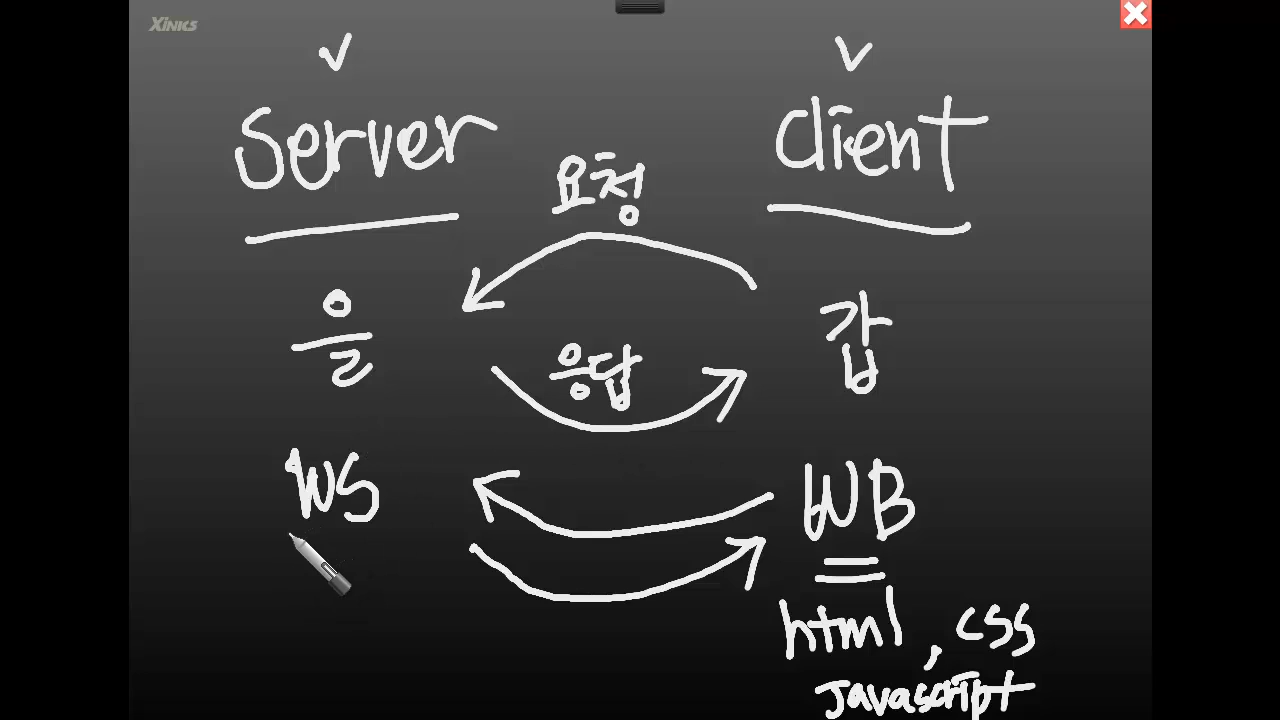 XINKS
Server
client
요청
을
갑
응답
WS
WB
html, css
Javascript